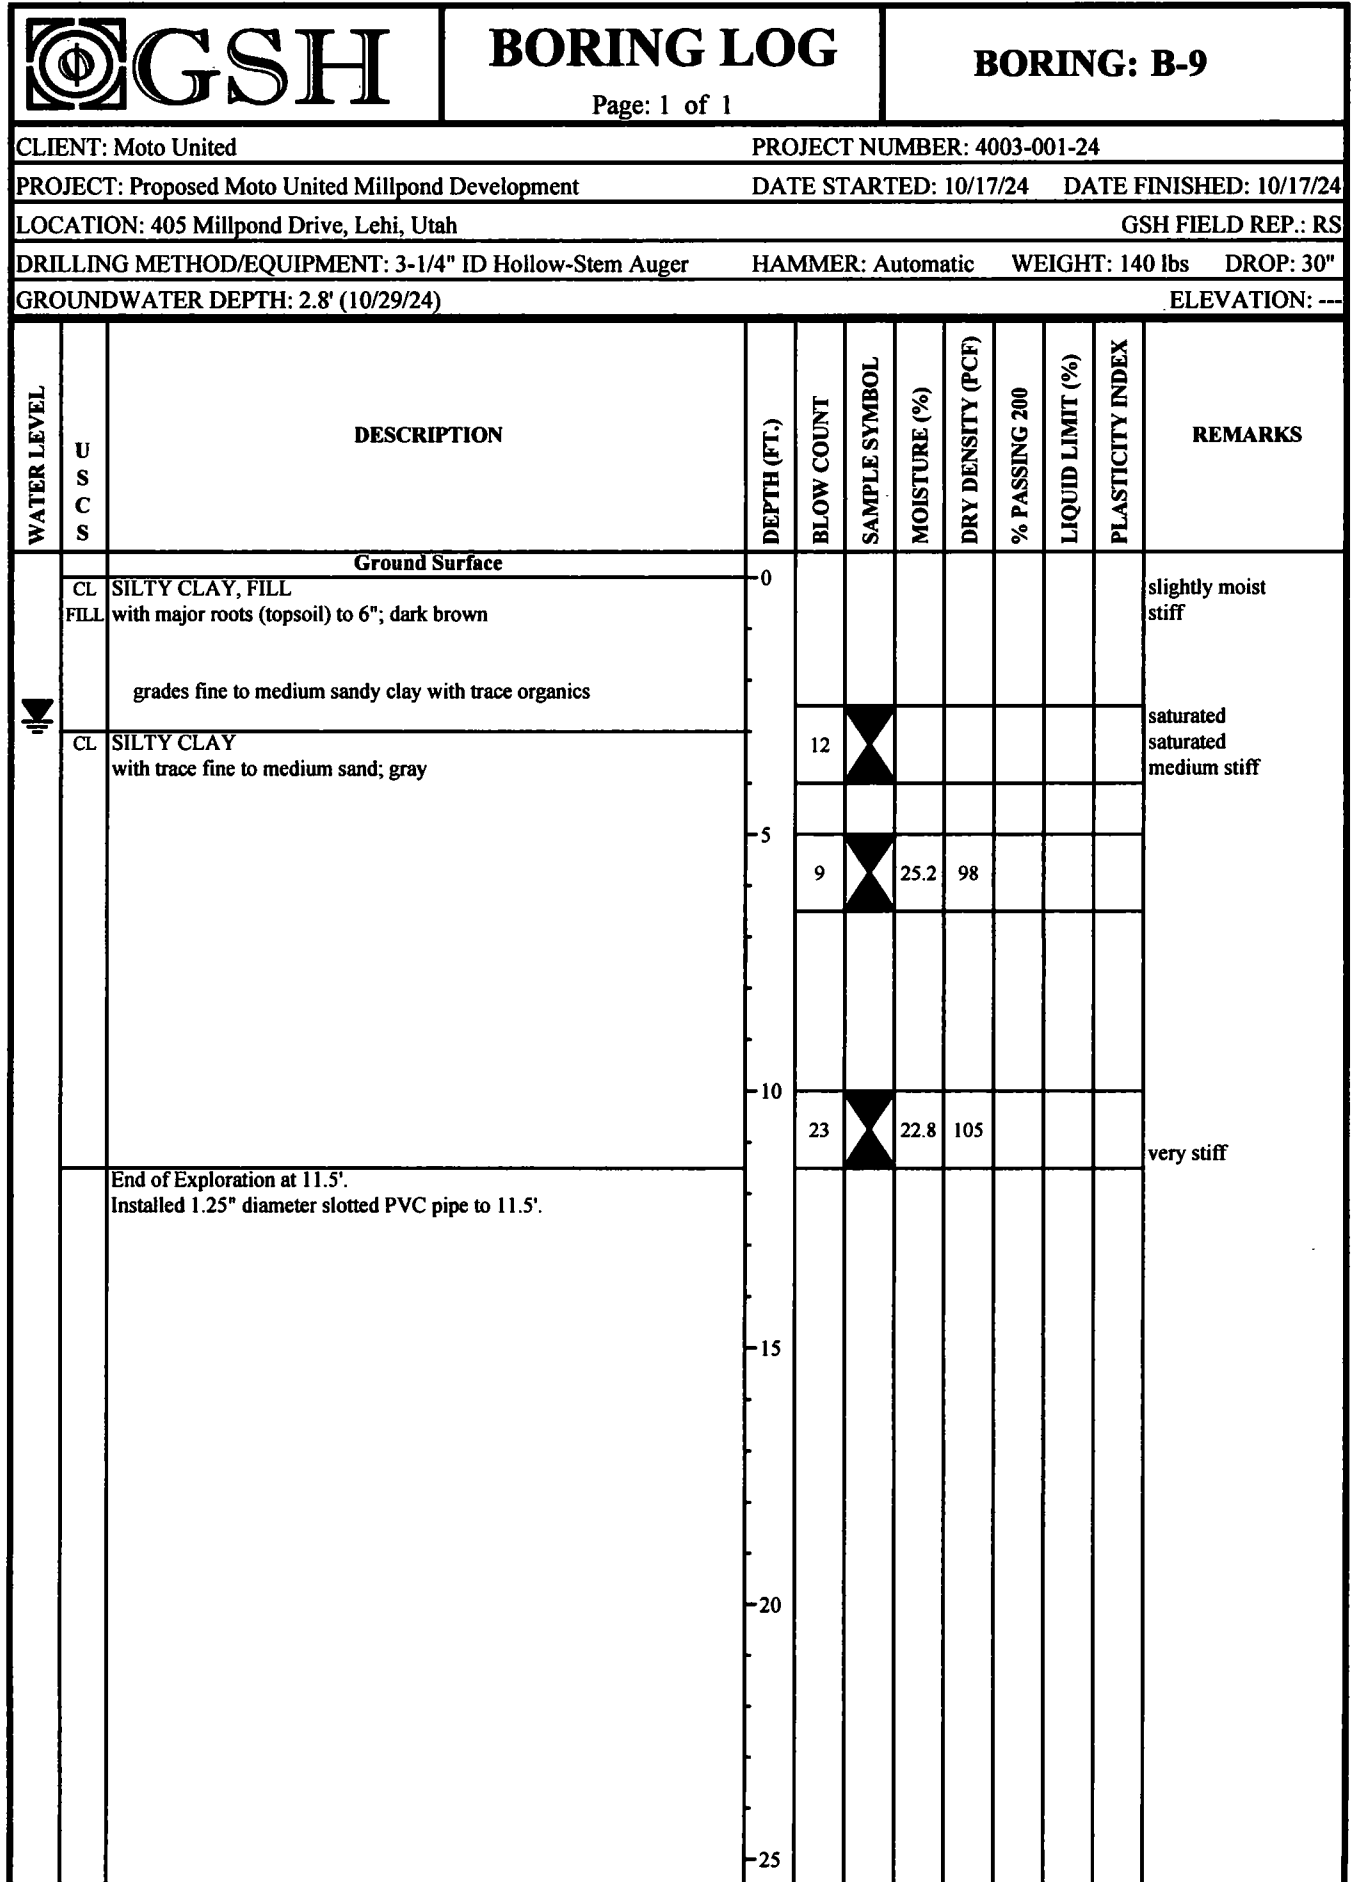 GSH
BORING LOG
Page: 1 of 1
BORING: B-9
CLIENT: Moto United PROJECT NUMBER: 4003-001-24
PROJECT: Proposed Moto United Millpond Development DATE STARTED: 10/17/24 DATE FINISHED: 10/17/24
LOCATION: 405 Millpond Drive, Lehi, Utah GSH FIELD REP.: RS
DRILLING METHOD/EQUIPMENT: 3-1/4" ID Hollow-Stem Auger HAMMER: Automatic WEIGHT: 140 lbs DROP: 30"
GROUNDWATER DEPTH: 2.8' (10/29/24) ELEVATION: ---
WATER LEVEL
U
S
C
S
DESCRIPTION
DEPTH (FT.)
BLOW COUNT
SAMPLE SYMBOL
MOISTURE (%)
DRY DENSITY (PCF)
% PASSING 200
LIQUID LIMIT (%)
PLASTICITY INDEX
REMARKS
Ground Surface
0
CL SILTY CLAY, FILL slightly moist
FILL with major roots (topsoil) to 6"; dark brown stiff
grades fine to medium sandy clay with trace organics
saturated
CL SILTY CLAY 12 saturated
with trace fine to medium sand; gray medium stiff
5
9 25.2 98
10
23 22.8 105
very stiff
End of Exploration at 11.5'.
Installed 1.25" diameter slotted PVC pipe to 11.5'.
15
20
25